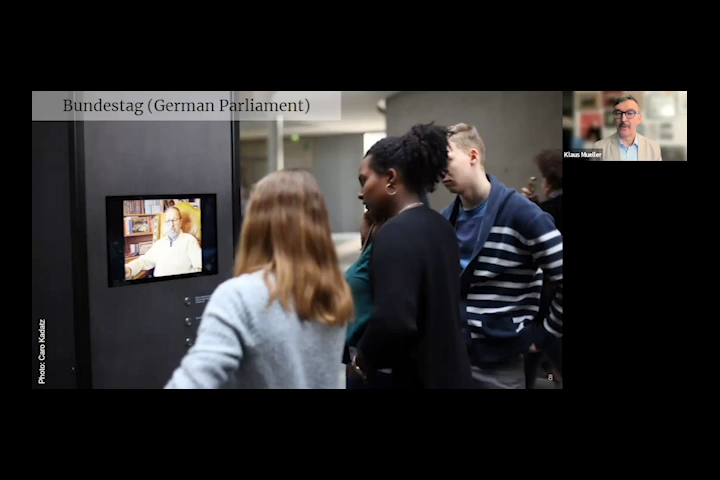 Bundestag (German Parliament)
Klaus Mueller
Photo: Caro Kadatz